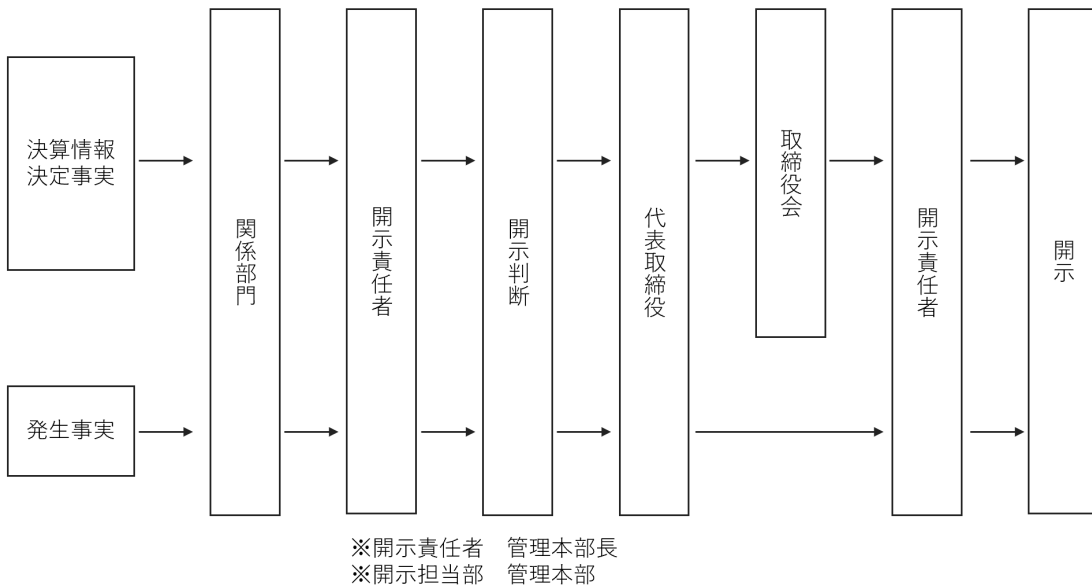 決算情報
決定事実
発生事実
関係部門
開示責任者
開示判断
代表取締役
取締役会
開示責任者
開示
※開示責任者　管理本部長
※開示担当部　管理本部